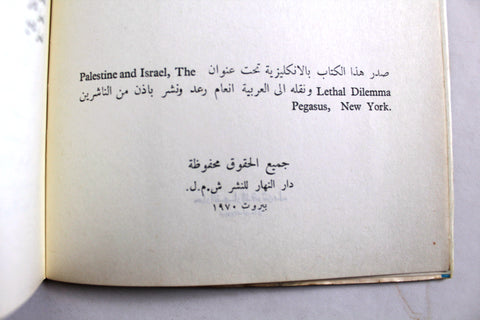 صدر هذا الكتاب بالانكليزية تحت عنوان Palestine and Israel, The
Lethal Dilemma ونقله الى العربية انعام رعد ونشر باذن من الناشرين
Pegasus, New York.
جميع الحقوق محفوظة
دار النهار للنشر ش.م.ل.
بيروت ١٩٧٠